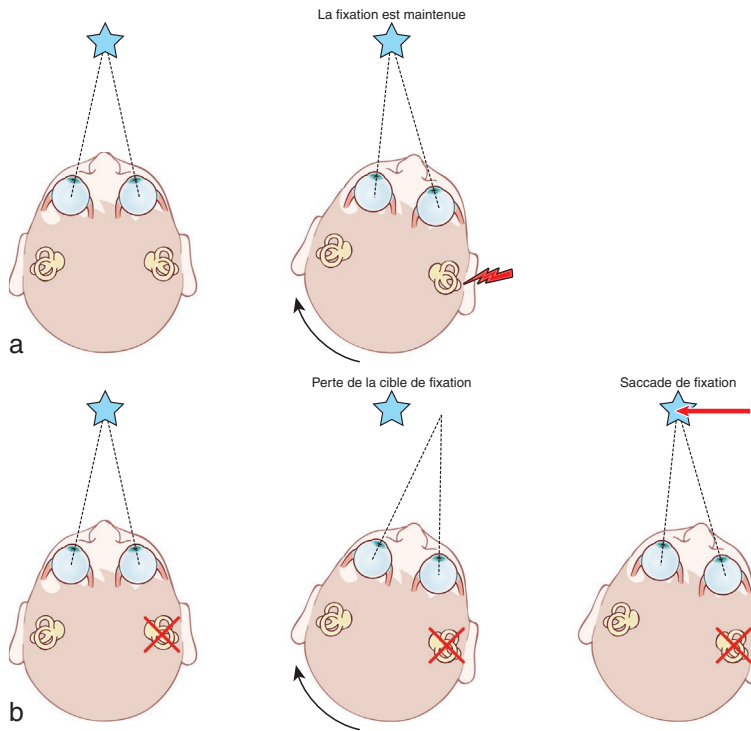 La fixation est maintenue
a
Perte de la cible de fixation
Saccade de fixation
b